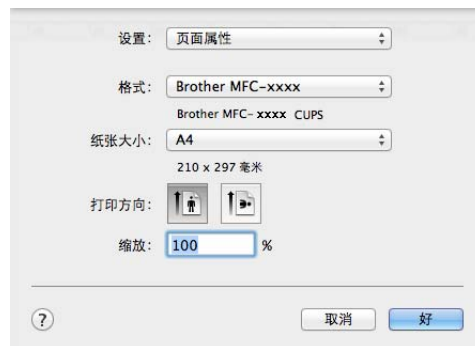 设置： 页面属性
格式： Brother MFC-xxxx
Brother MFC- xxxx CUPS
纸张大小： A4
210 x 297 毫米
打印方向：
缩放： 100 %
? 取消 好